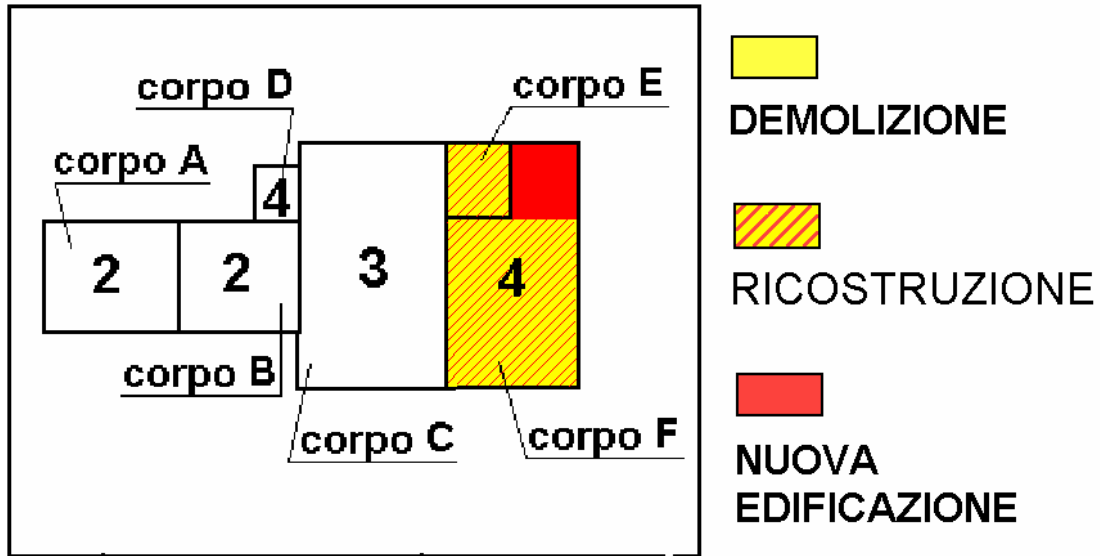 corpo D
corpo E
corpo A
4
2
2
3
4
corpo B
corpo C
corpo F
DEMOLIZIONE
RICOSTRUZIONE
NUOVA
EDIFICAZIONE